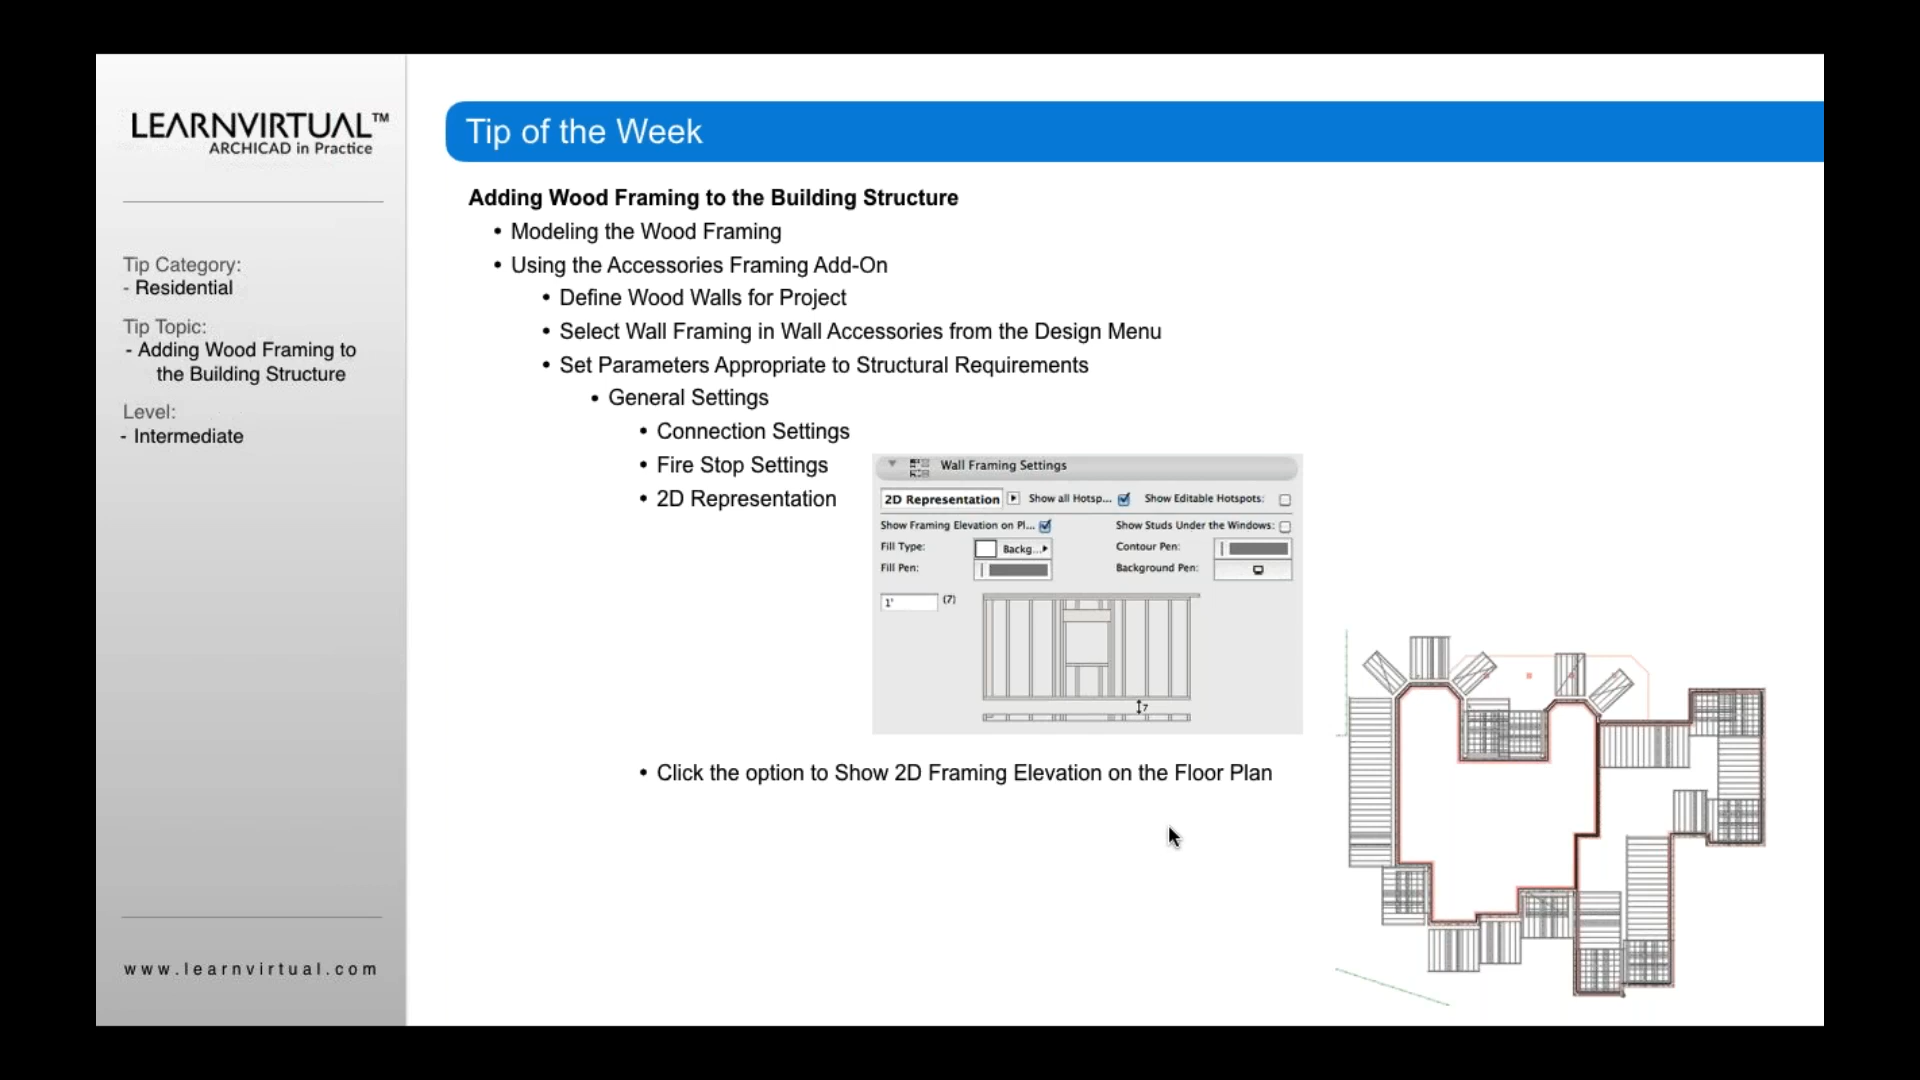 LEARNVIRTUAL™
ARCHICAD in Practice
Tip Category:
- Residential
Tip Topic:
- Adding Wood Framing to
the Building Structure
Level:
- Intermediate
www.learnvirtual.com
Tip of the Week
Adding Wood Framing to the Building Structure
• Modeling the Wood Framing
• Using the Accessories Framing Add-On
• Define Wood Walls for Project
• Select Wall Framing in Wall Accessories from the Design Menu
• Set Parameters Appropriate to Structural Requirements
• General Settings
• Connection Settings
• Fire Stop Settings
• 2D Representation
Wall Framing Settings
2D Representation Show all Hotsp... Show Editable Hotspots:
Show Framing Elevation on Pl... Show Studs Under the Windows:
Fill Type: Backg... Contour Pen:
Fill Pen: Background Pen:
1' (7)
7
• Click the option to Show 2D Framing Elevation on the Floor Plan